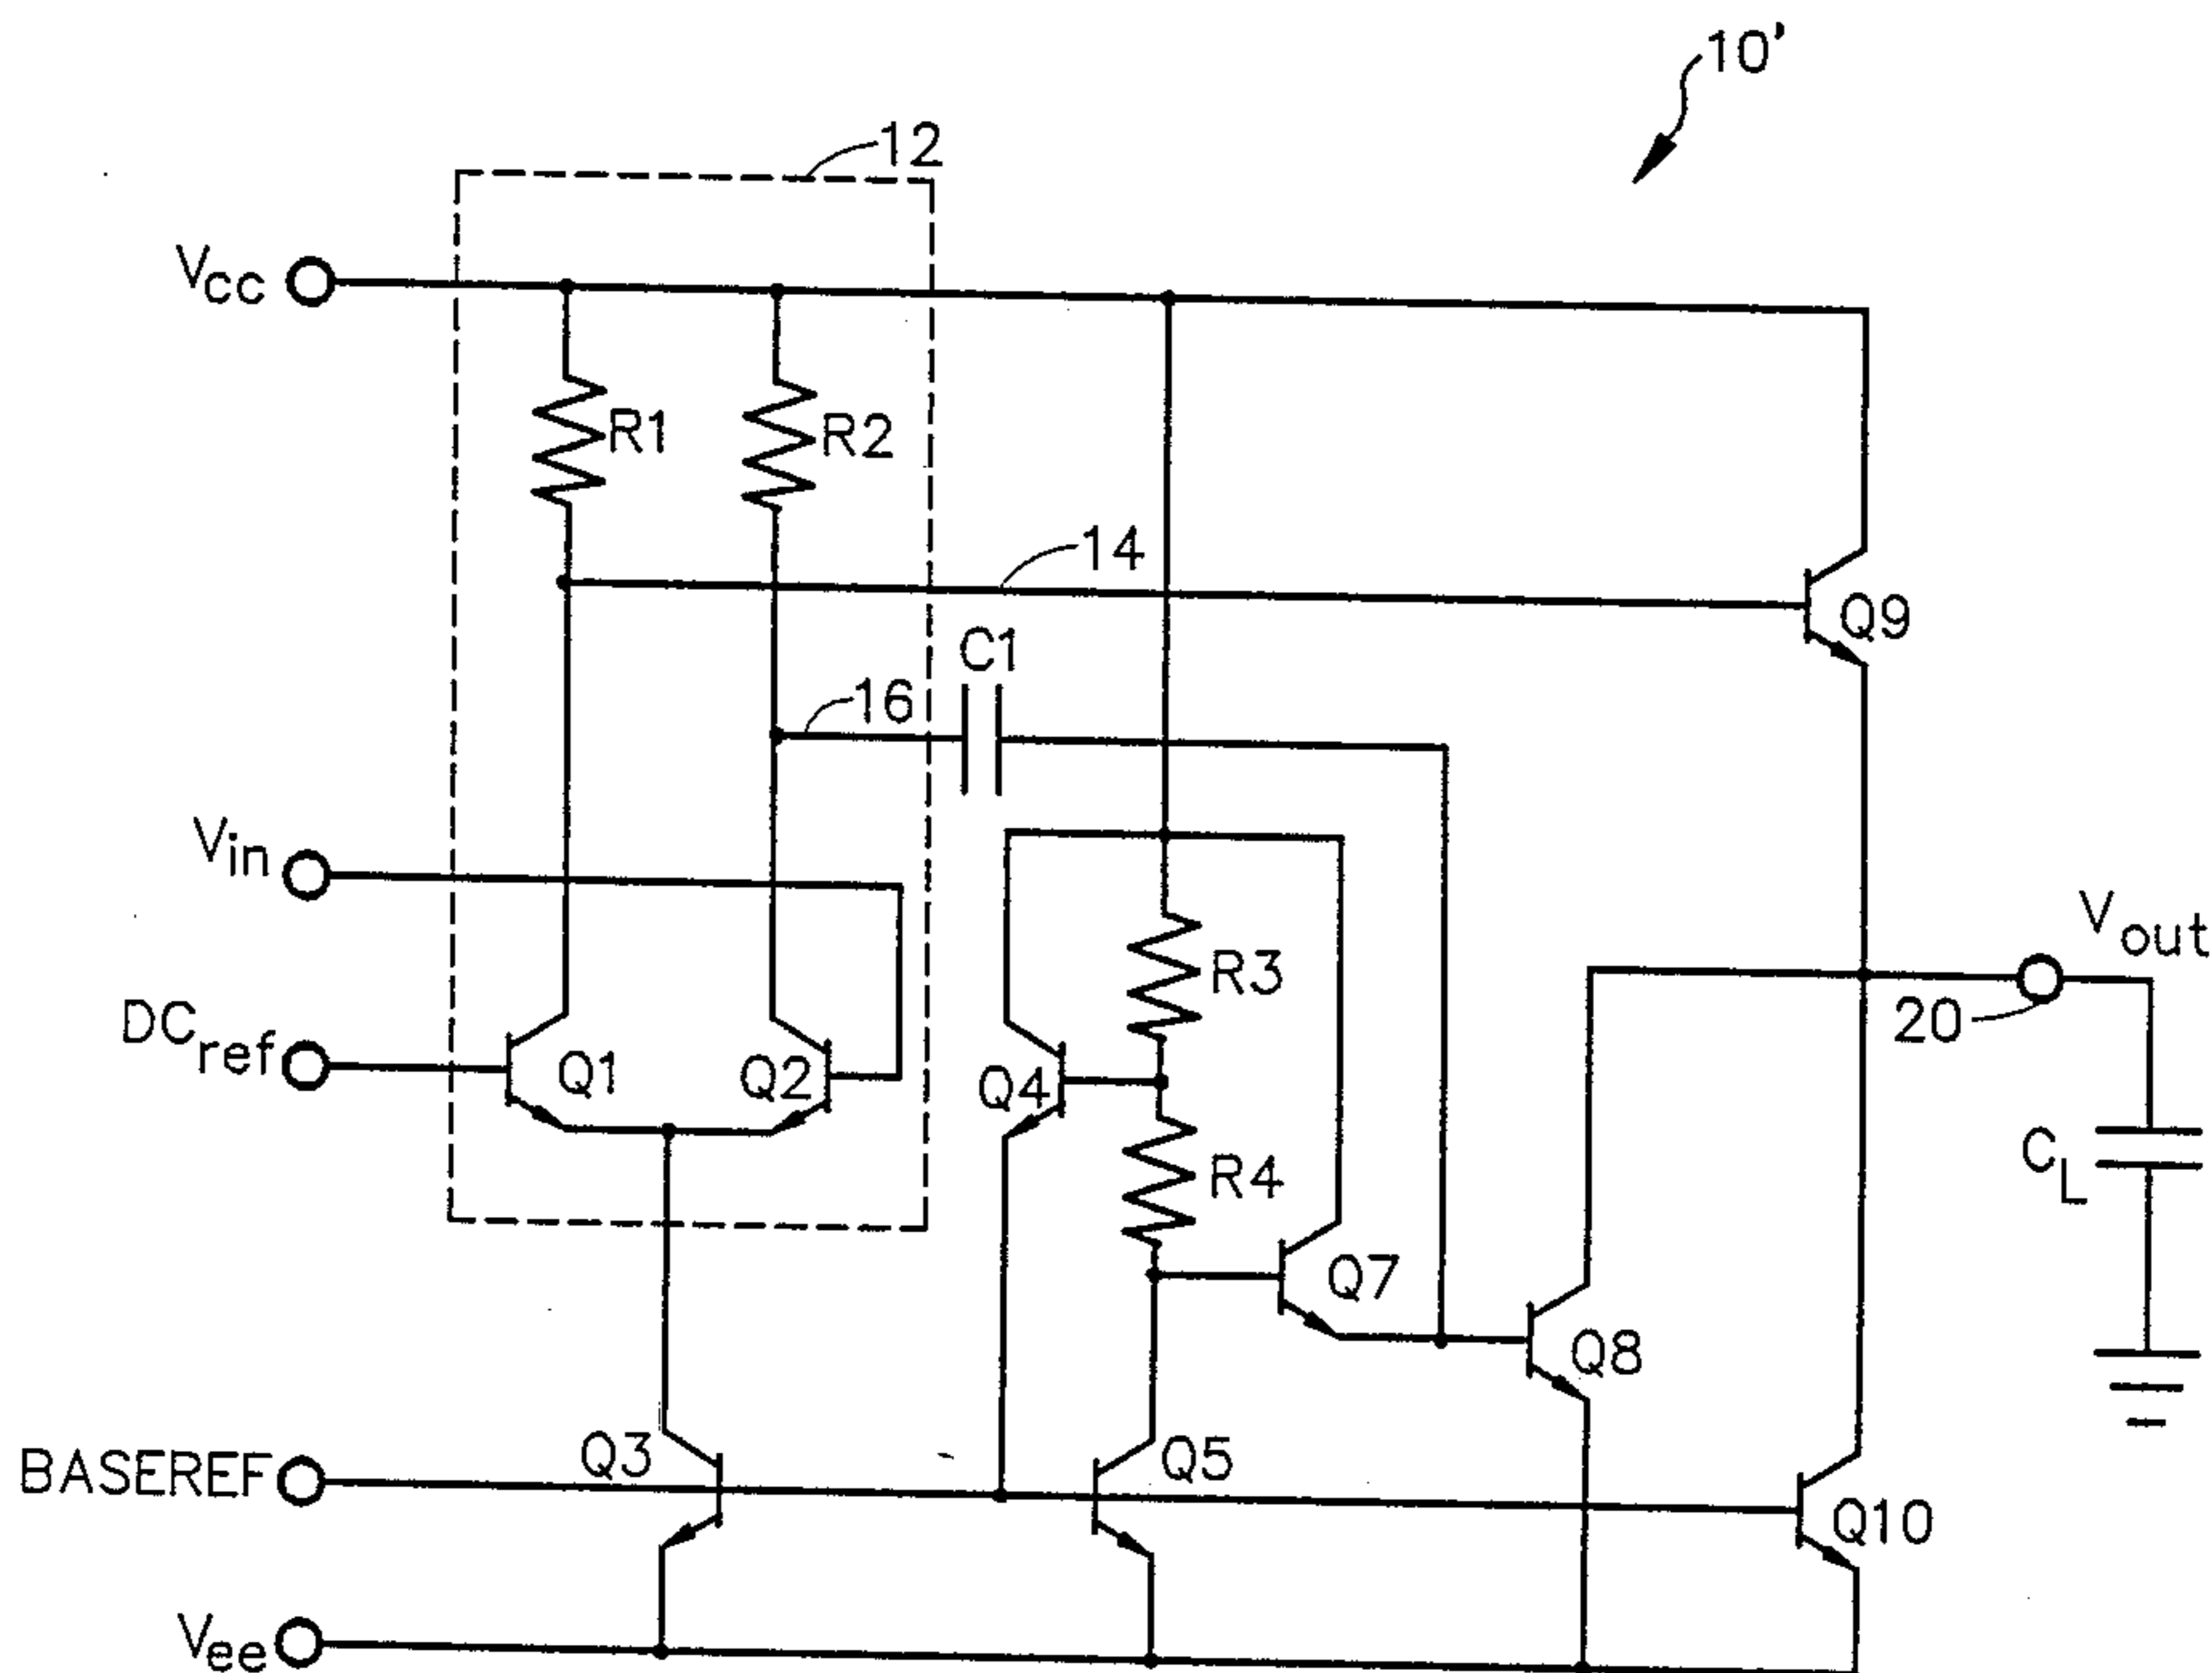 10'
12
Vcc
R1
R2
14
Q9
C1
16
Vin
Vout
R3
20
DCref
Q1
Q2
Q4
CL
R4
Q7
Q8
Q3
Q5
BASEREF
Q10
Vee